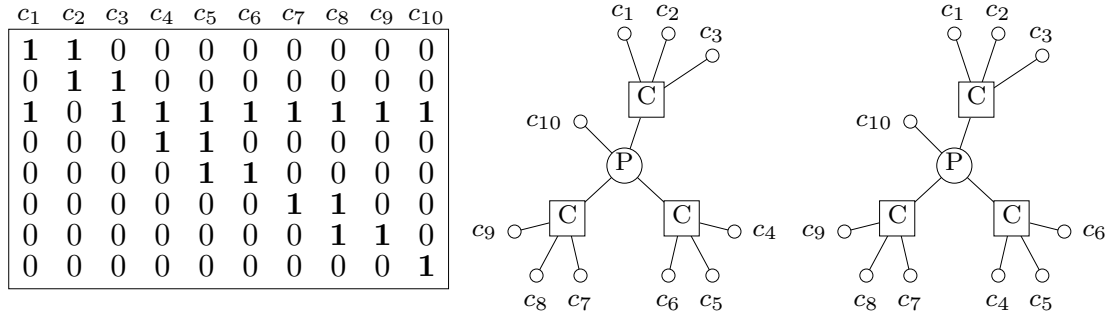 c1 c2 c3 c4 c5 c6 c7 c8 c9 c10
1 1 0 0 0 0 0 0 0 0
0 1 1 0 0 0 0 0 0 0
1 0 1 1 1 1 1 1 1 1
0 0 0 1 1 0 0 0 0 0
0 0 0 0 1 1 0 0 0 0
0 0 0 0 0 0 1 1 0 0
0 0 0 0 0 0 0 1 1 0
0 0 0 0 0 0 0 0 0 1
c1 c2
c3
C
c10
P
C C
c9 c4
c8 c7 c6 c5
c1 c2
c3
C
c10
P
C C
c9 c6
c8 c7 c4 c5